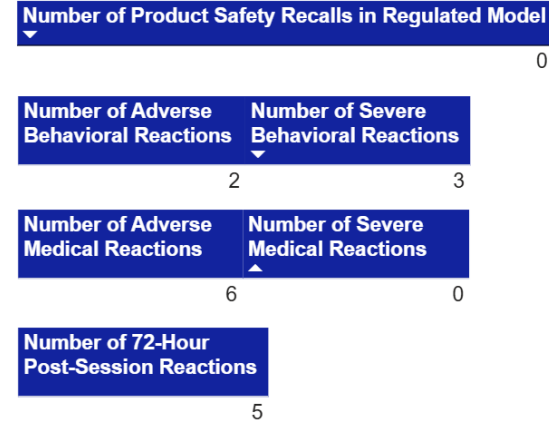 Number of Product Safety Recalls in Regulated Model
0
Number of Adverse Number of Severe
Behavioral Reactions Behavioral Reactions
2 3
Number of Adverse Number of Severe
Medical Reactions Medical Reactions
6 0
Number of 72-Hour
Post-Session Reactions
5